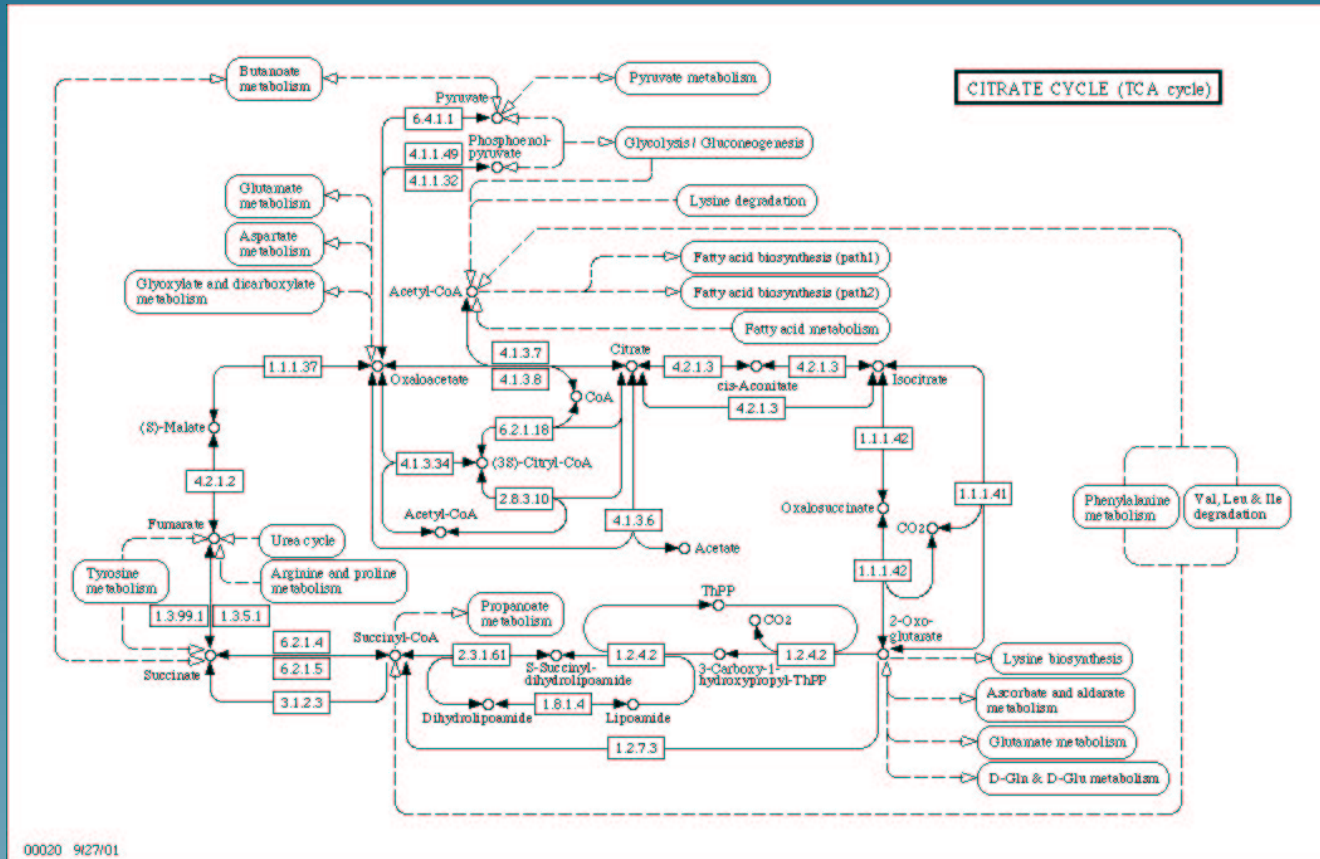 Butanoate
metabolism
Pyruvate metabolism
CITRATE CYCLE (TCA cycle)
Pyruvate
6.4.1.1
Phosphoenol-
pyruvate
Glycolysis / Gluconeogenesis
4.1.1.49
4.1.1.32
Glutamate
metabolism
Lysine degradation
Aspartate
metabolism
Fatty acid biosynthesis (path1)
Glyoxylate and dicarboxylate
metabolism
Acetyl-CoA
Fatty acid biosynthesis (path2)
Fatty acid metabolism
1.1.1.37
Oxaloacetate
4.1.3.7
4.1.3.8
Citrate
4.2.1.3
cis-Aconitate
4.2.1.3
Isocitrate
CoA
4.2.1.3
(S)-Malate
6.2.1.18
1.1.1.42
4.1.3.34
(3S)-Citryl-CoA
4.2.1.2
2.8.3.10
1.1.1.41
Phenylalanine
metabolism
Val, Leu & Ile
degradation
Acetyl-CoA
Oxalosuccinate
CO2
Fumarate
4.1.3.6
Urea cycle
Acetate
Tyrosine
metabolism
Arginine and proline
metabolism
1.1.1.42
ThPP
1.3.99.1
1.3.5.1
Propanoate
metabolism
CO2
2-Oxo-
glutarate
Succinyl-CoA
6.2.1.4
6.2.1.5
2.3.1.61
1.2.4.2
1.2.4.2
Lysine biosynthesis
Succinate
S-Succinyl-
dihydrolipoamide
3-Carboxy-1-
hydroxypropyl-ThPP
3.1.2.3
Dihydrolipoamide
1.8.1.4
Lipoamide
Ascorbate and aldarate
metabolism
1.2.7.3
Glutamate metabolism
D-Gln & D-Glu metabolism
00020 9/27/01